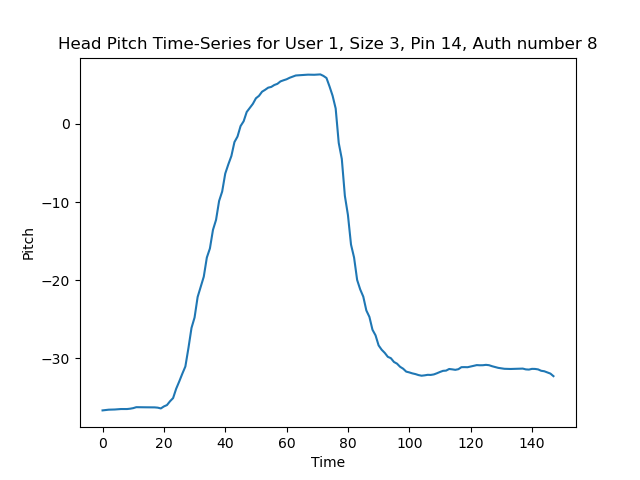 Head Pitch Time-Series for User 1, Size 3, Pin 14, Auth number 8
0
−10
−20
−30
Pitch
0 20 40 60 80 100 120 140
Time